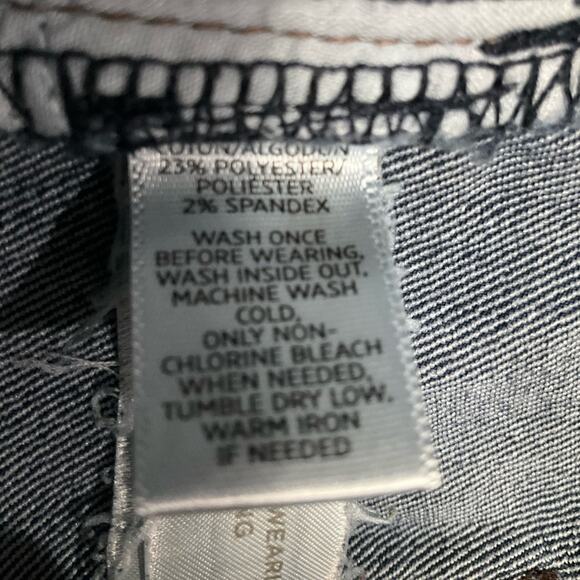 COTON/ALGODON
23% POLYESTER/
POLIESTER
2% SPANDEX
WASH ONCE
BEFORE WEARING.
WASH INSIDE OUT.
MACHINE WASH
COLD.
ONLY NON-
CHLORINE BLEACH
WHEN NEEDED.
TUMBLE DRY LOW.
WARM IRON
IF NEEDED